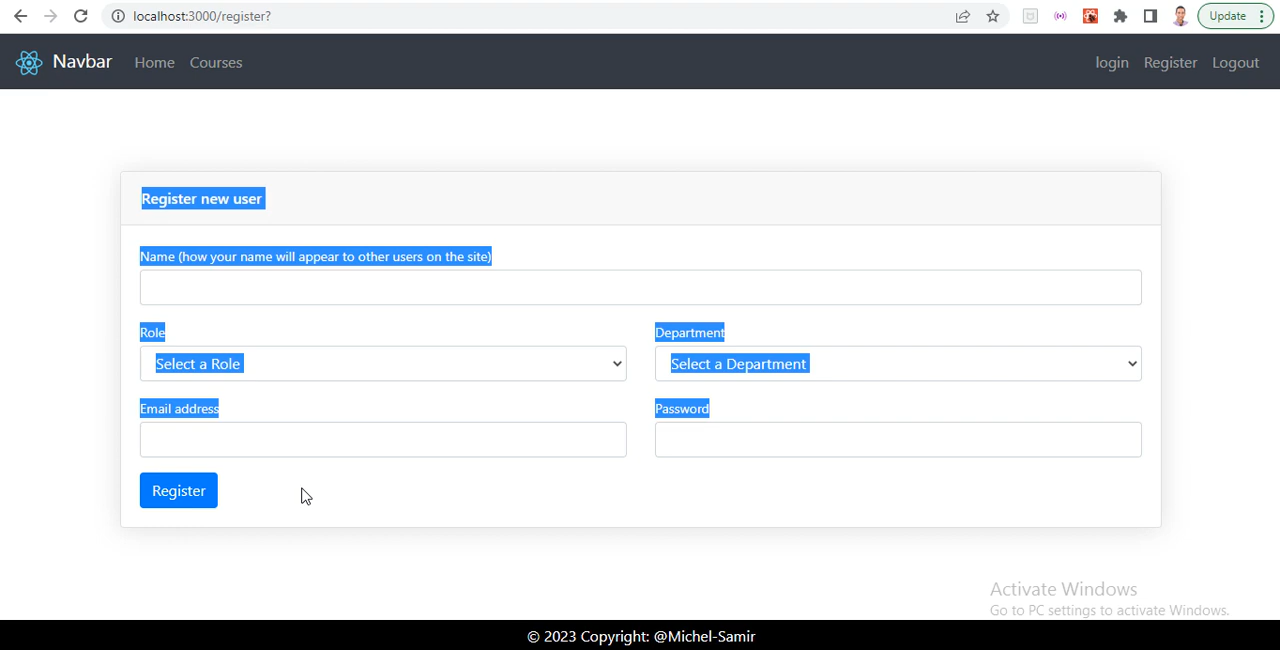 localhost:3000/register?
Update
Navbar Home Courses login Register Logout
Register new user
Name (how your name will appear to other users on the site)
Role Department
Select a Role Select a Department
Email address Password
Register
Activate Windows
Go to PC settings to activate Windows.
© 2023 Copyright: @Michel-Samir